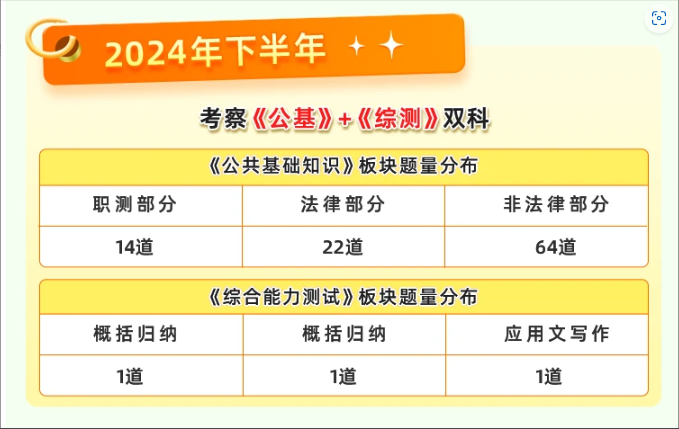 2024年下半年
考察《公基》+《综测》双科
《公共基础知识》板块题量分布
职测部分 法律部分 非法律部分
14道 22道 64道
《综合能力测试》板块题量分布
概括归纳 概括归纳 应用文写作
1道 1道 1道